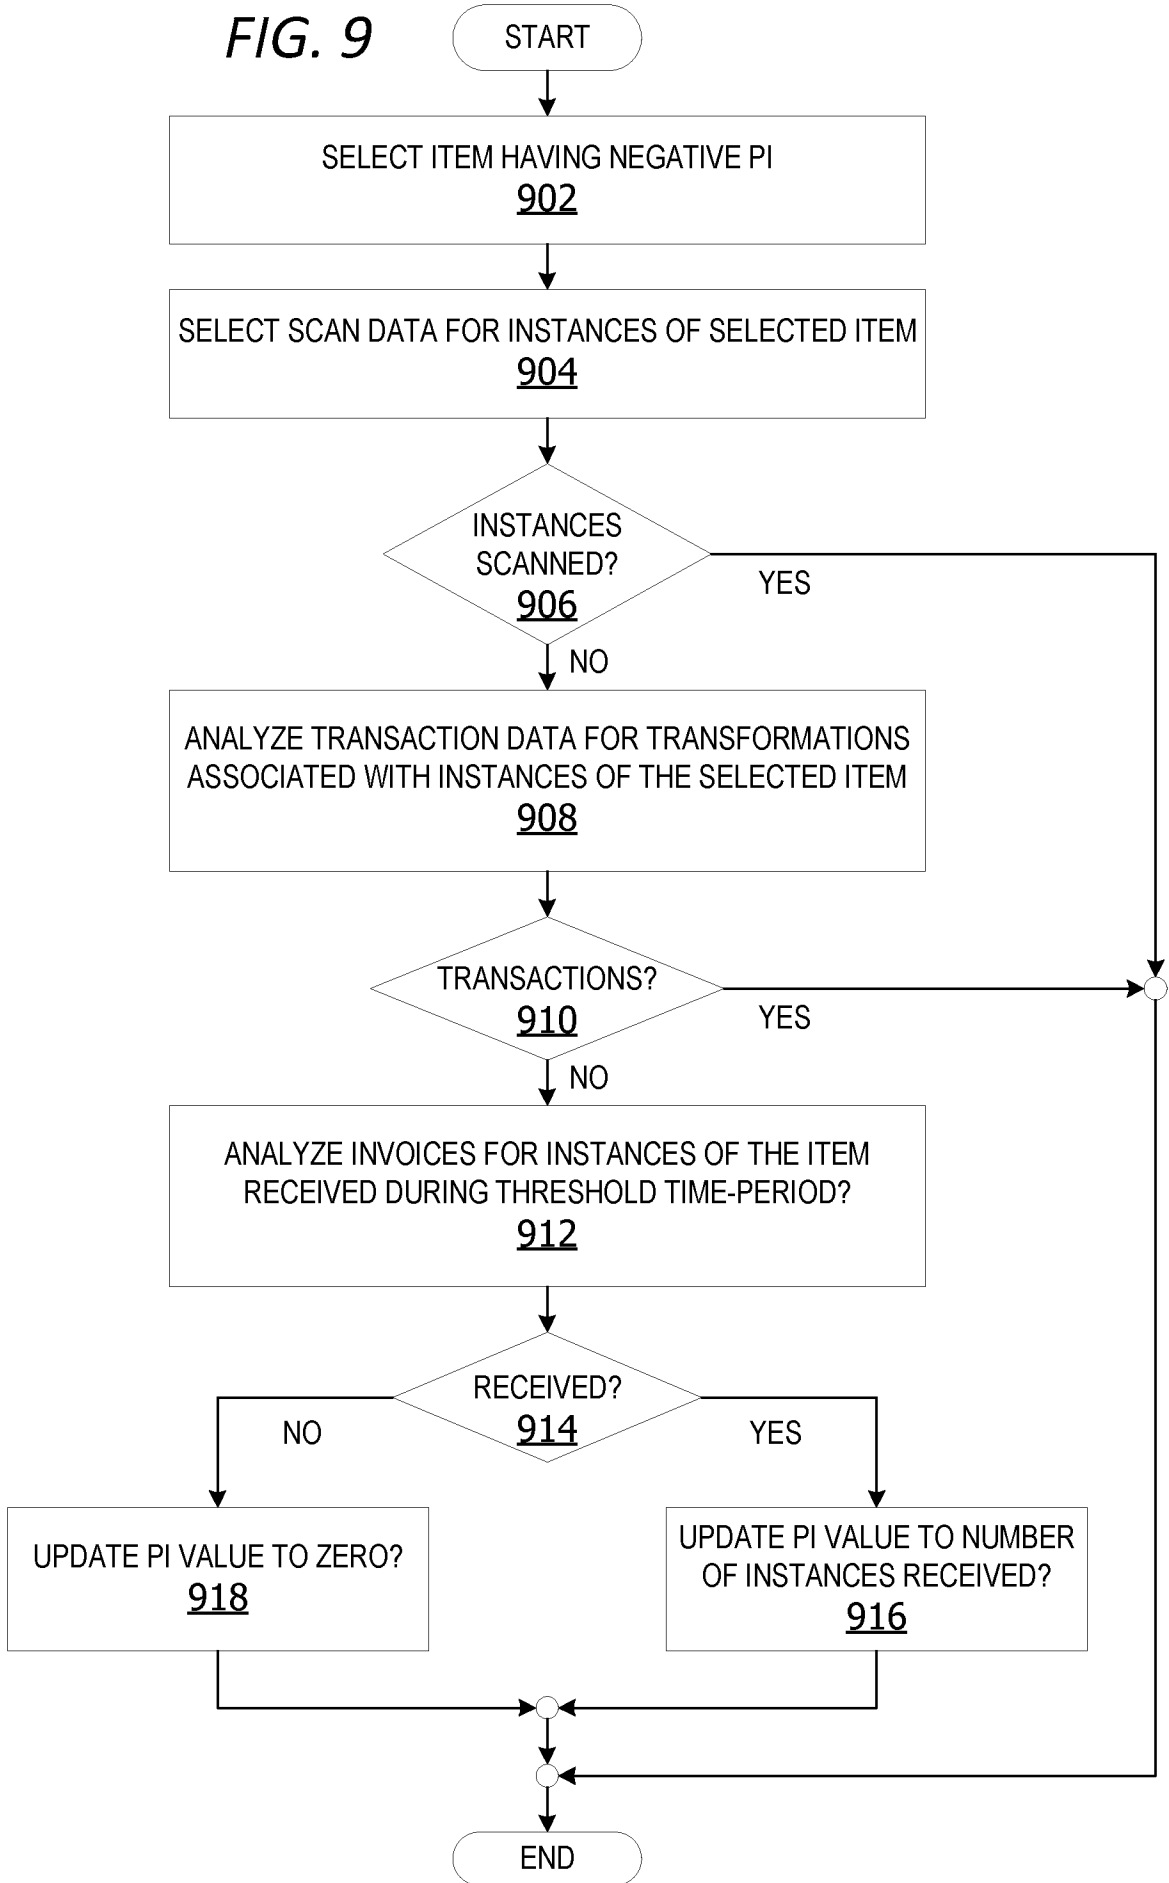 FIG. 9
START
SELECT ITEM HAVING NEGATIVE PI
902
SELECT SCAN DATA FOR INSTANCES OF SELECTED ITEM
904
INSTANCES
SCANNED?
906
YES
NO
ANALYZE TRANSACTION DATA FOR TRANSFORMATIONS
ASSOCIATED WITH INSTANCES OF THE SELECTED ITEM
908
TRANSACTIONS?
910
YES
NO
ANALYZE INVOICES FOR INSTANCES OF THE ITEM
RECEIVED DURING THRESHOLD TIME-PERIOD?
912
RECEIVED?
914
NO
YES
UPDATE PI VALUE TO ZERO?
918
UPDATE PI VALUE TO NUMBER
OF INSTANCES RECEIVED?
916
END